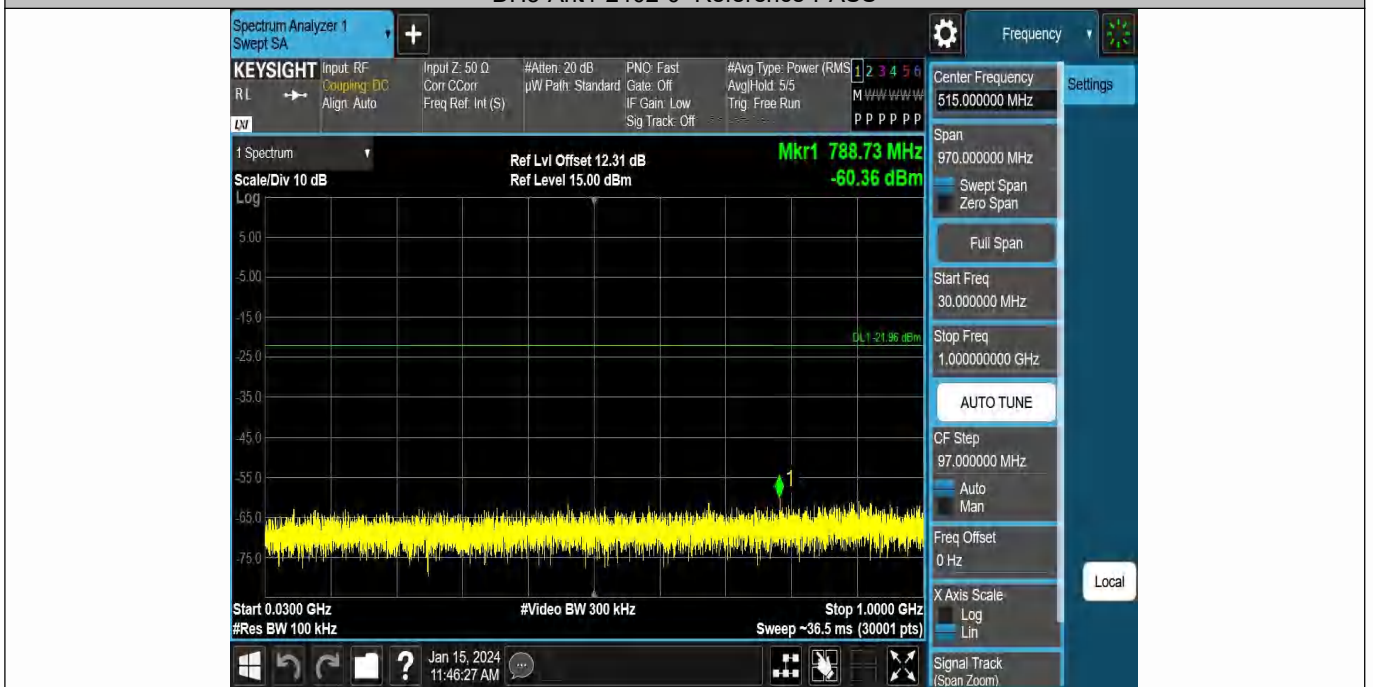 Spectrum Analyzer 1
Swept SA
+
Frequency
KEYSIGHT
RL
LXI
Input: RF
Coupling: DC
Align: Auto
Input Z: 50 Ω
Corr CCorr
Freq Ref: Int (S)
#Atten: 20 dB
µW Path: Standard
PNO: Fast
Gate: Off
IF Gain: Low
Sig Track: Off
#Avg Type: Power (RMS
Avg|Hold: 5/5
Trig: Free Run
1 2 3 4 5 6
M W W W W W
P P P P P P
1 Spectrum
Scale/Div 10 dB
Log
Ref Lvl Offset 12.31 dB
Ref Level 15.00 dBm
Mkr1 788.73 MHz
-60.36 dBm
5.00
-5.00
-15.0
DL1 -21.96 dBm
-25.0
-35.0
-45.0
-55.0
1
-65.0
-75.0
Start 0.0300 GHz
#Res BW 100 kHz
#Video BW 300 kHz
Stop 1.0000 GHz
Sweep ~36.5 ms (30001 pts)
Center Frequency
515.000000 MHz
Settings
Span
970.000000 MHz
Swept Span
Zero Span
Full Span
Start Freq
30.000000 MHz
Stop Freq
1.000000000 GHz
AUTO TUNE
CF Step
97.000000 MHz
Auto
Man
Freq Offset
0 Hz
X Axis Scale
Log
Lin
Local
Signal Track
(Span Zoom)
?
Jan 15, 2024
11:46:27 AM